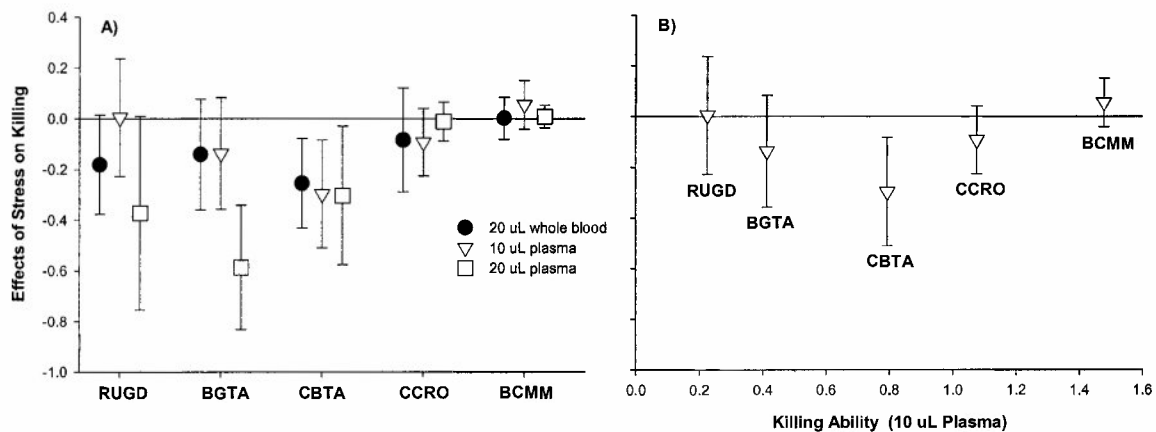 A)
Effects of Stress on Killing
0.4
0.2
0.0
-0.2
-0.4
-0.6
-0.8
-1.0
20 uL whole blood
10 uL plasma
20 uL plasma
RUGD BGTA CBTA CCRO BCMM
B)
BCMM
RUGD
CCRO
BGTA
CBTA
0.0 0.2 0.4 0.6 0.8 1.0 1.2 1.4 1.6
Killing Ability (10 uL Plasma)